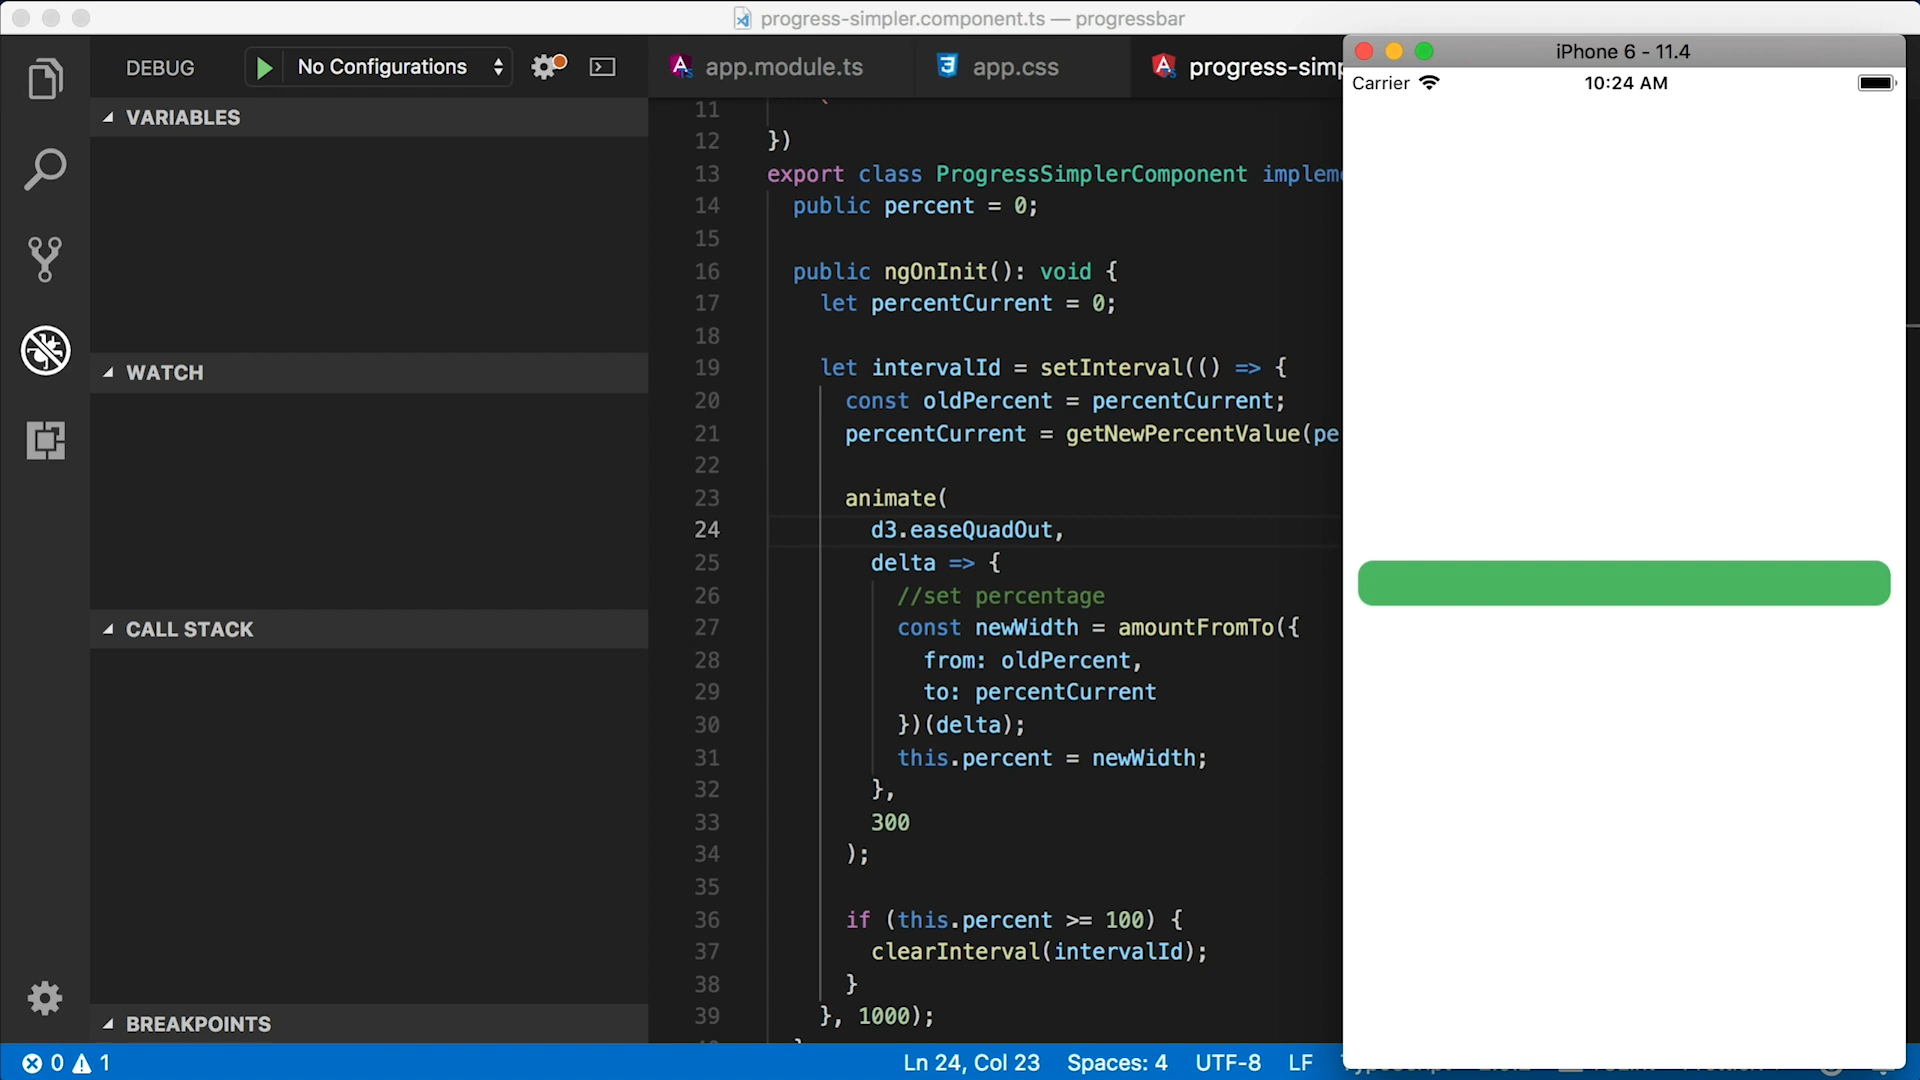 progress-simpler.component.ts — progressbar
DEBUG
No Configurations
VARIABLES
WATCH
CALL STACK
BREAKPOINTS
app.module.ts
app.css
progress-simp
11 `
12 })
13 export class ProgressSimplerComponent impleme
14 public percent = 0;
15
16 public ngOnInit(): void {
17 let percentCurrent = 0;
18
19 let intervalId = setInterval(() => {
20 const oldPercent = percentCurrent;
21 percentCurrent = getNewPercentValue(pe
22
23 animate(
24 d3.easeQuadOut,
25 delta => {
26 //set percentage
27 const newWidth = amountFromTo({
28 from: oldPercent,
29 to: percentCurrent
30 })(delta);
31 this.percent = newWidth;
32 },
33 300
34 );
35
36 if (this.percent >= 100) {
37 clearInterval(intervalId);
38 }
39 }, 1000);
iPhone 6 - 11.4
Carrier 10:24 AM
0 1
Ln 24, Col 23 Spaces: 4 UTF-8 LF